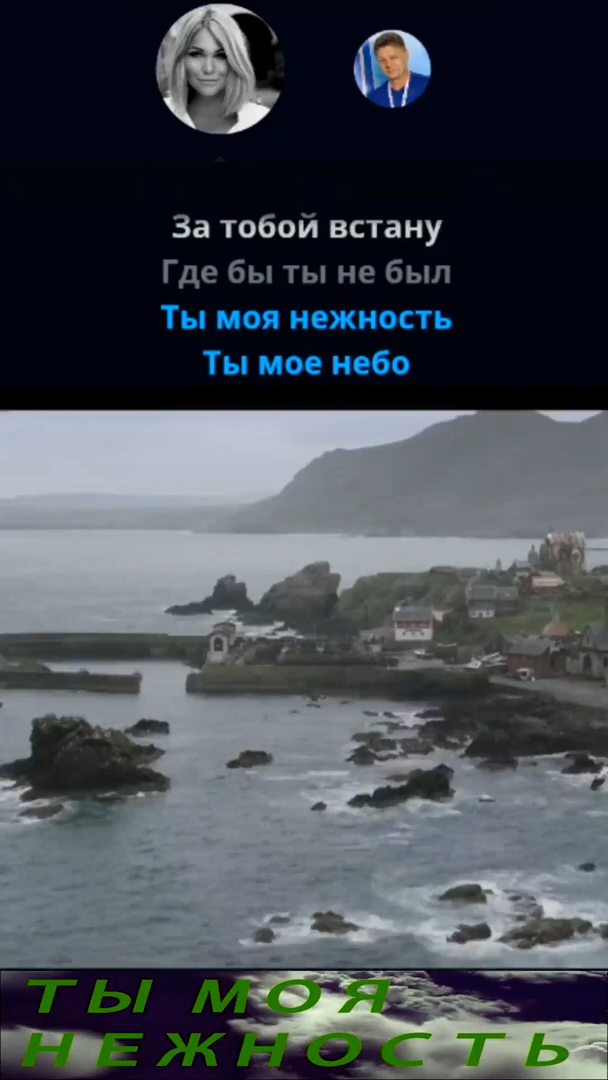 За тобой встану
Где бы ты не был
Ты моя нежность
Ты мое небо
ТЫ МОЯ
НЕЖНОСТЬ